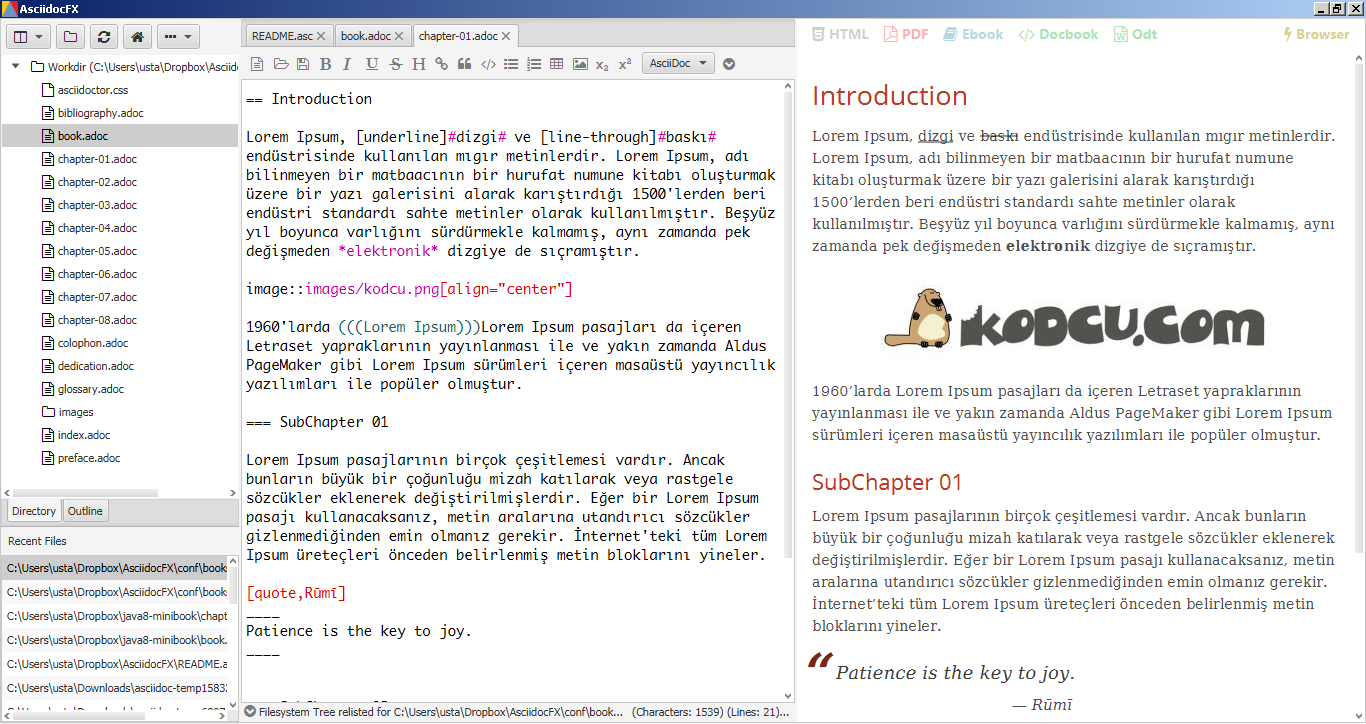 AsciidocFX
Workdir (C:\Users\usta\Dropbox\Asciid
asciidoctor.css
bibliography.adoc
book.adoc
chapter-01.adoc
chapter-02.adoc
chapter-03.adoc
chapter-04.adoc
chapter-05.adoc
chapter-06.adoc
chapter-07.adoc
chapter-08.adoc
colophon.adoc
dedication.adoc
glossary.adoc
images
index.adoc
preface.adoc
Directory Outline
Recent Files
C:\Users\usta\Dropbox\AsciidocFX\conf\book
C:\Users\usta\Dropbox\AsciidocFX\conf\book
C:\Users\usta\Dropbox\java8-minibook\chapt
C:\Users\usta\Dropbox\java8-minibook\book.
C:\Users\usta\Dropbox\AsciidocFX\README.a
C:\Users\usta\Downloads\asciidoc-temp1583
README.asc book.adoc chapter-01.adoc
B I U S H x₂ x² AsciiDoc
== Introduction
Lorem Ipsum, [underline]#dizgi# ve [line-through]#baskı#
endüstrisinde kullanılan mıgır metinlerdir. Lorem Ipsum, adı
bilinmeyen bir matbaacının bir hurufat numune kitabı oluşturmak
üzere bir yazı galerisini alarak karıştırdığı 1500'lerden beri
endüstri standardı sahte metinler olarak kullanılmıştır. Beşyüz
yıl boyunca varlığını sürdürmekle kalmamış, aynı zamanda pek
değişmeden *elektronik* dizgiye de sıçramıştır.
image::images/kodcu.png[align="center"]
1960'larda (((Lorem Ipsum)))Lorem Ipsum pasajları da içeren
Letraset yapraklarının yayınlanması ile ve yakın zamanda Aldus
PageMaker gibi Lorem Ipsum sürümleri içeren masaüstü yayıncılık
yazılımları ile popüler olmuştur.
=== SubChapter 01
Lorem Ipsum pasajlarının birçok çeşitlemesi vardır. Ancak
bunların büyük bir çoğunluğu mizah katılarak veya rastgele
sözcükler eklenerek değiştirilmişlerdir. Eğer bir Lorem Ipsum
pasajı kullanacaksanız, metin aralarına utandırıcı sözcükler
gizlenmediğinden emin olmanız gerekir. İnternet'teki tüm Lorem
Ipsum üreteçleri önceden belirlenmiş metin bloklarını yineler.
[quote,Rūmī]
____
Patience is the key to joy.
____
Filesystem Tree relisted for C:\Users\usta\Dropbox\AsciidocFX\conf\book... (Characters: 1539) (Lines: 21)...
HTML PDF Ebook Docbook Odt Browser
Introduction
Lorem Ipsum, dizgi ve baskı endüstrisinde kullanılan mıgır metinlerdir.
Lorem Ipsum, adı bilinmeyen bir matbaacının bir hurufat numune
kitabı oluşturmak üzere bir yazı galerisini alarak karıştırdığı
1500’lerden beri endüstri standardı sahte metinler olarak
kullanılmıştır. Beşyüz yıl boyunca varlığını sürdürmekle kalmamış, aynı
zamanda pek değişmeden elektronik dizgiye de sıçramıştır.
KODCU.COM
1960’larda Lorem Ipsum pasajları da içeren Letraset yapraklarının
yayınlanması ile ve yakın zamanda Aldus PageMaker gibi Lorem Ipsum
sürümleri içeren masaüstü yayıncılık yazılımları ile popüler olmuştur.
SubChapter 01
Lorem Ipsum pasajlarının birçok çeşitlemesi vardır. Ancak bunların
büyük bir çoğunluğu mizah katılarak veya rastgele sözcükler eklenerek
değiştirilmişlerdir. Eğer bir Lorem Ipsum pasajı kullanacaksanız, metin
aralarına utandırıcı sözcükler gizlenmediğinden emin olmanız gerekir.
İnternet’teki tüm Lorem Ipsum üreteçleri önceden belirlenmiş metin
bloklarını yineler.
“ Patience is the key to joy.
— Rūmī